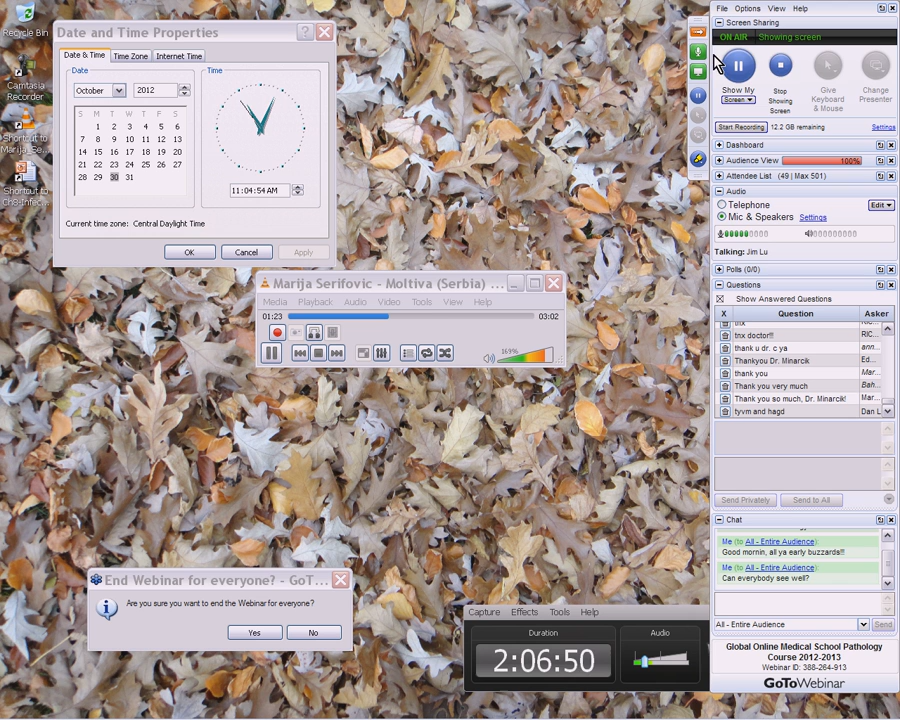 Recycle Bin
Camtasia
Recorder
Shortcut to
Marija_Se...
Shortcut to
Date and Time Properties
Date & Time
Time Zone
Internet Time
Date
October
2012
S M T W T F S
1 2 3 4 5 6
7 8 9 10 11 12 13
14 15 16 17 18 19 20
21 22 23 24 25 26 27
28 29 30 31
Time
11:04:54 AM
Current time zone: Central Daylight Time
OK
Cancel
Apply
Marija Serifovic - Moltiva (Serbia) ...
Media Playback Audio Video Tools View Help
01:23
03:02
169%
End Webinar for everyone? - GoT...
Are you sure you want to end the Webinar for everyone?
Yes
No
Capture Effects Tools Help
Duration
2:06:50
Audio
File Options View Help
Screen Sharing
ON AIR Showing screen
Show My
Screen
Stop
Showing
Screen
Give
Keyboard
& Mouse
Change
Presenter
Start Recording 12.2 GB remaining Settings
Dashboard
Audience View 100%
Attendee List (49 | Max 501)
Audio
Telephone
Edit
Mic & Speakers Settings
Talking: Jim Lu
Polls (0/0)
Questions
Show Answered Questions
X Question Asker
tnx RIC...
tnx doctor!!! RIC...
thank u dr. c ya ann...
Thankyou Dr. Minarcik Ed...
thank you Mar...
Thank you very much Bah...
Thank you so much, Dr. Minarcik! Mar...
tyvm and hagd Dan L
Send Privately
Send to All
Chat
Me (to All - Entire Audience):
Good mornin, all ya early buzzards!!!
Me (to All - Entire Audience):
Can everybody see well?
All - Entire Audience
Send
Global Online Medical School Pathology
Course 2012-2013
Webinar ID: 388-264-913
GoToWebinar